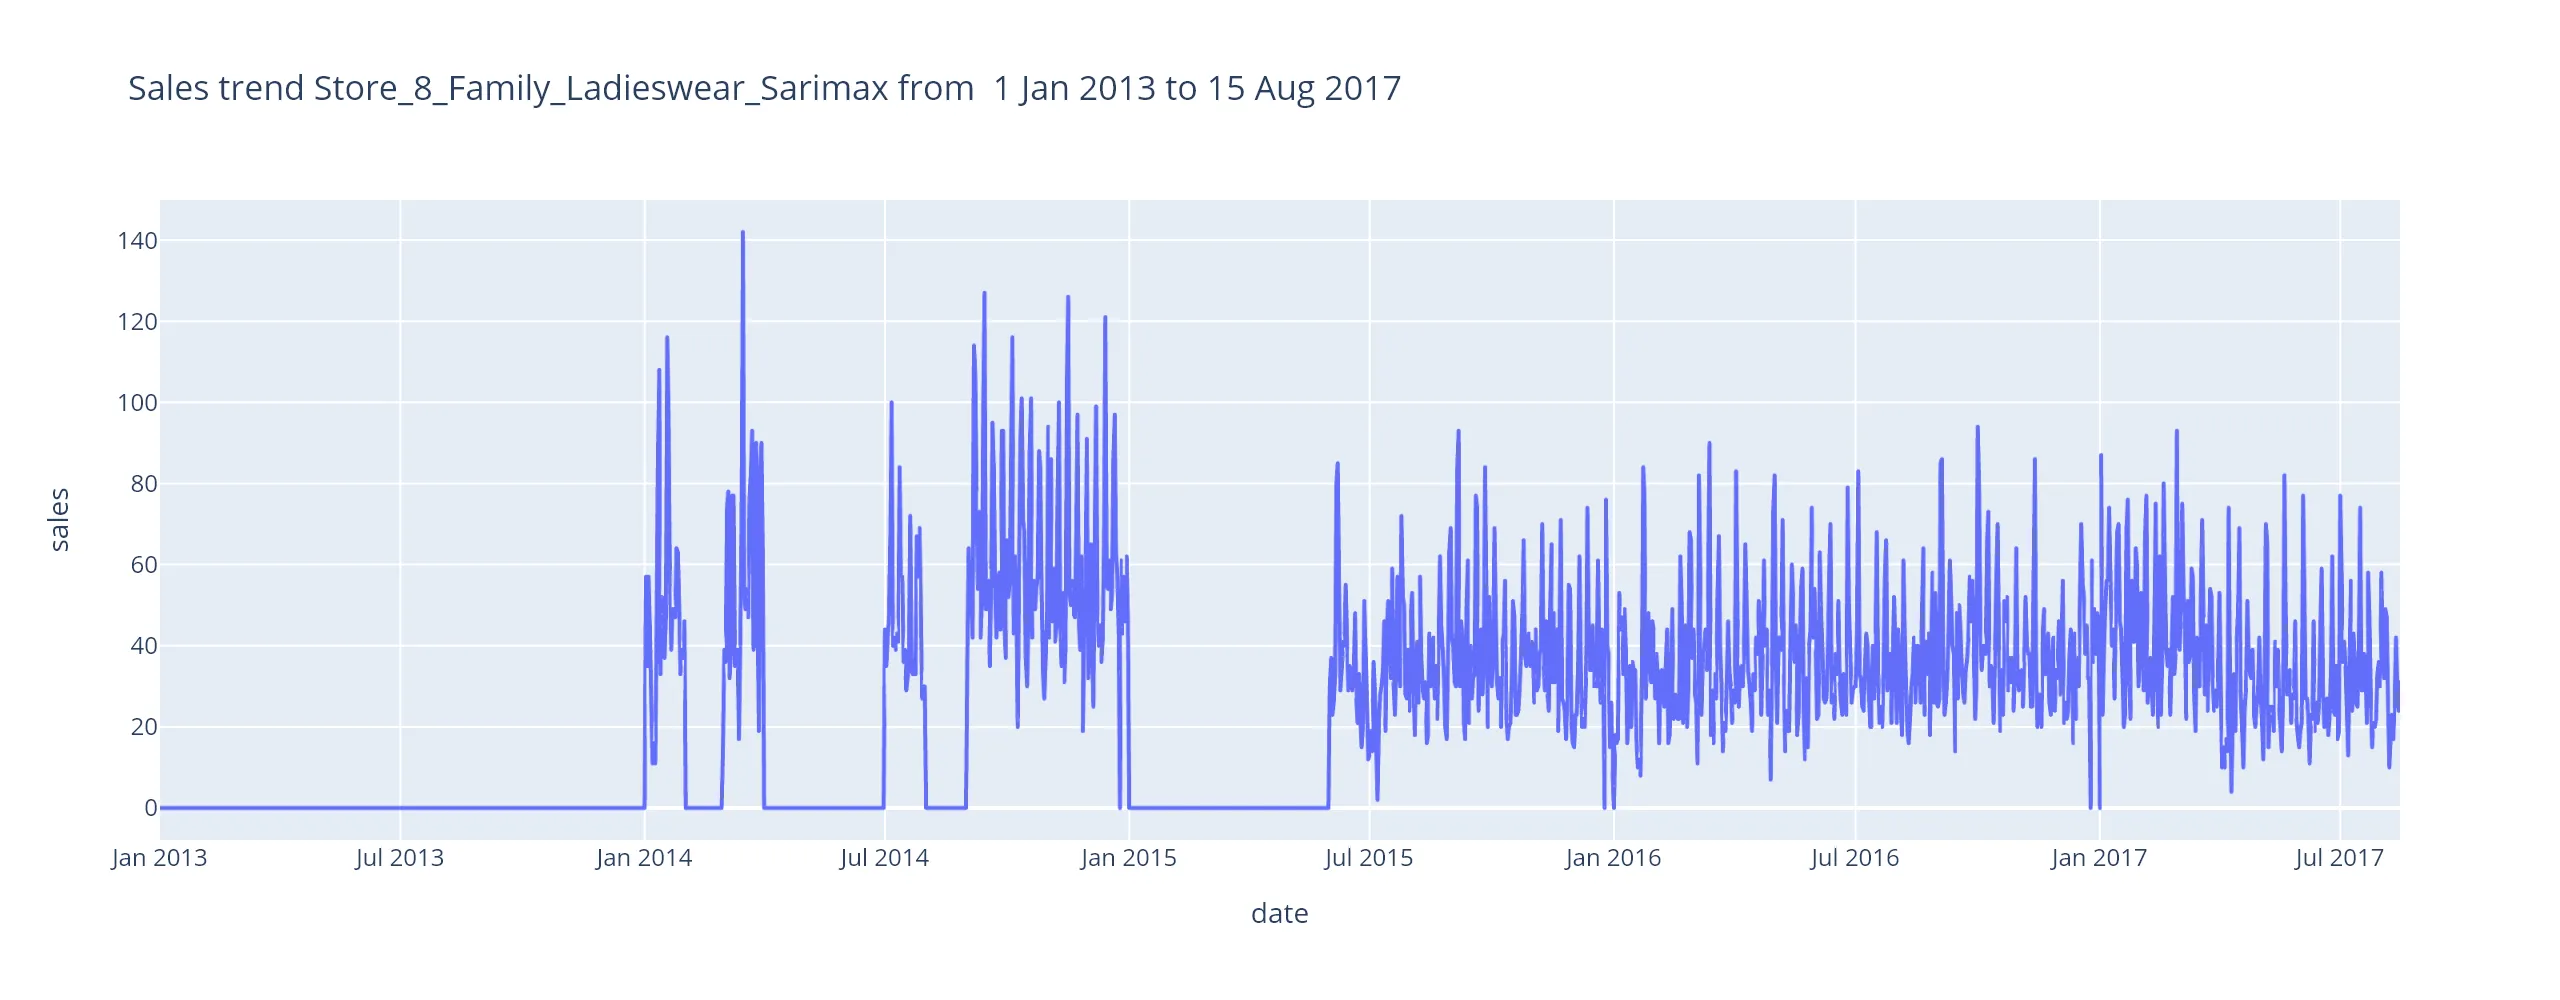 Sales trend Store_8_Family_Ladieswear_Sarimax from  1 Jan 2013 to 15 Aug 2017
140
120
100
80
60
40
20
0
sales
Jan 2013 Jul 2013 Jan 2014 Jul 2014 Jan 2015 Jul 2015 Jan 2016 Jul 2016 Jan 2017 Jul 2017
date